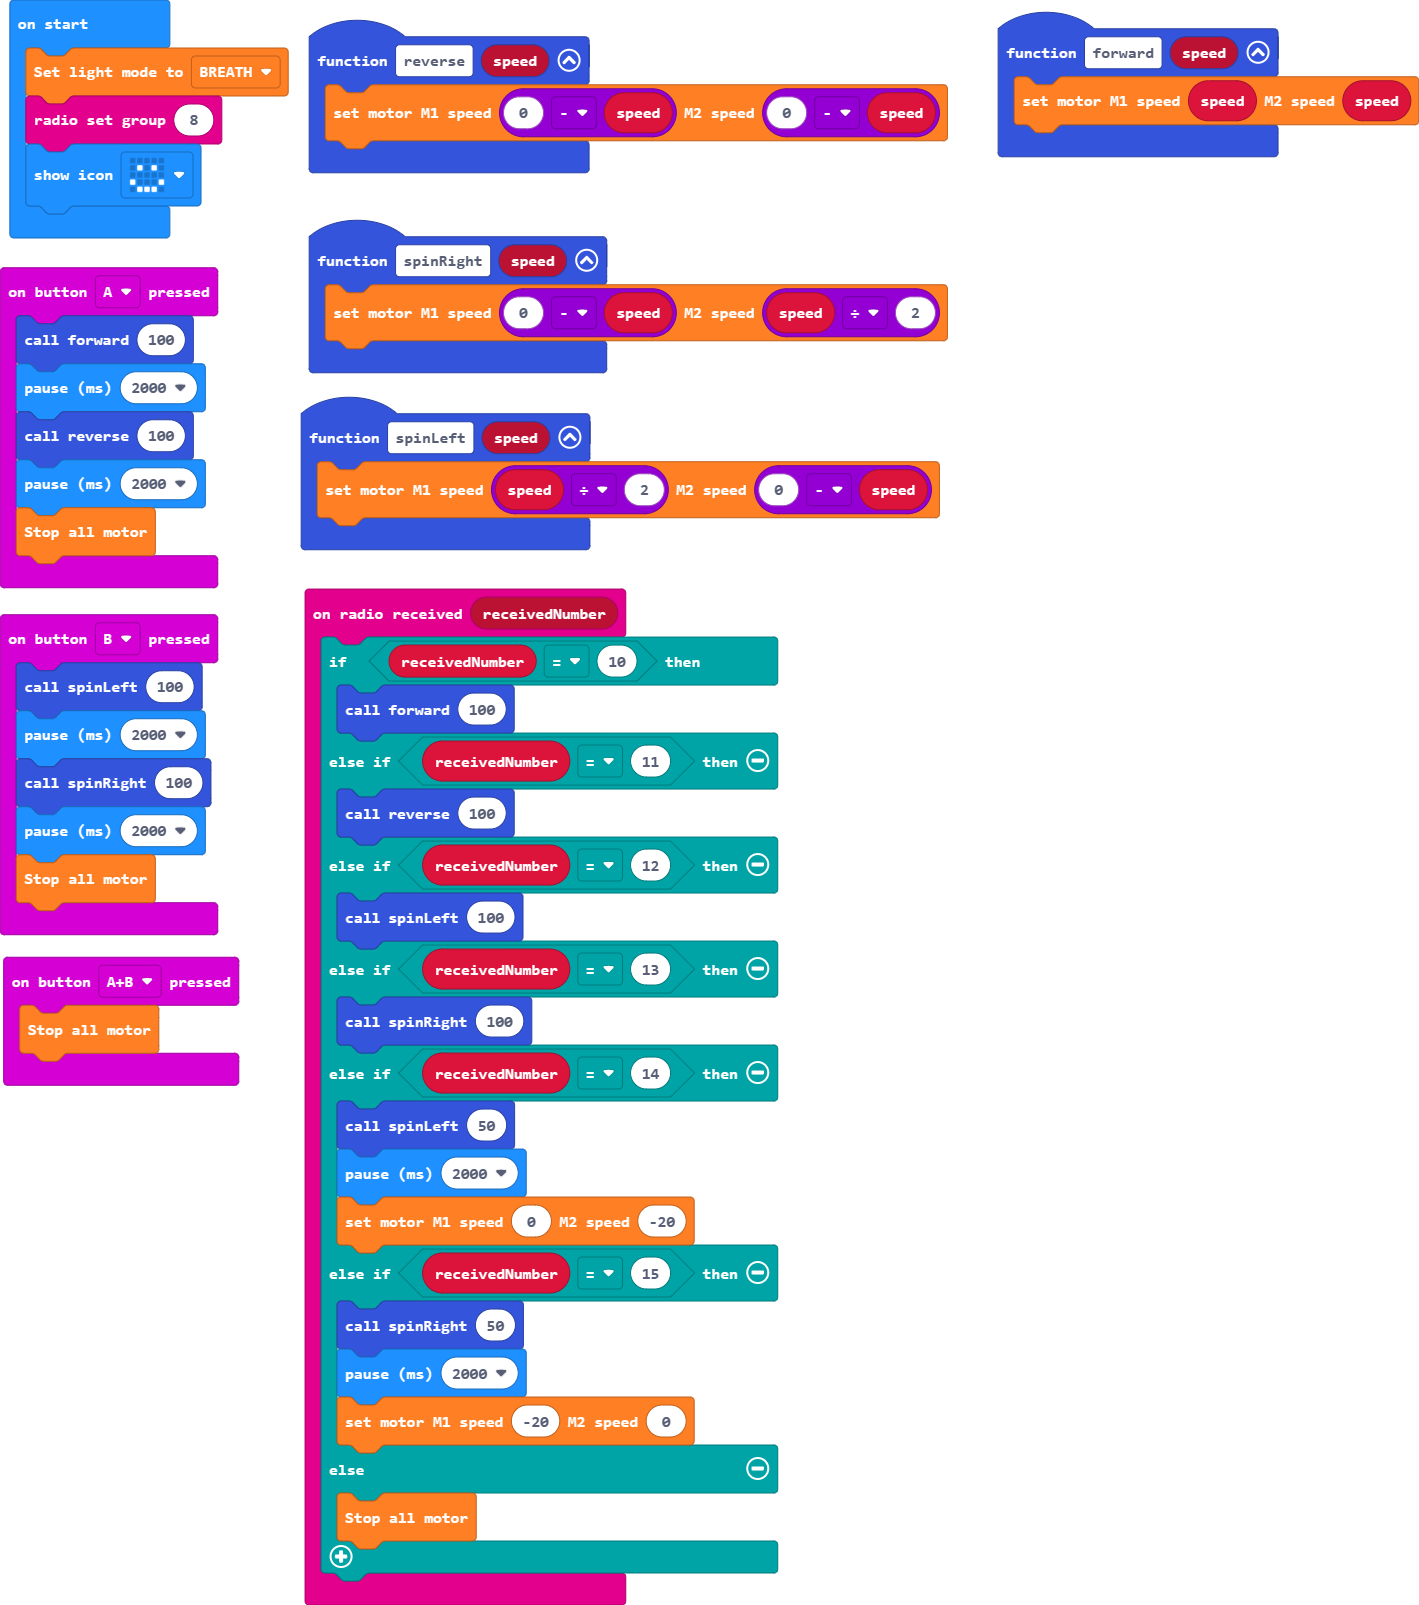 on start
Set light mode to BREATH
radio set group 8
show icon
on button A pressed
call forward 100
pause (ms) 2000
call reverse 100
pause (ms) 2000
Stop all motor
on button B pressed
call spinLeft 100
pause (ms) 2000
call spinRight 100
pause (ms) 2000
Stop all motor
on button A+B pressed
Stop all motor
function reverse speed
set motor M1 speed 0 - speed M2 speed 0 - speed
function spinRight speed
set motor M1 speed 0 - speed M2 speed speed ÷ 2
function spinLeft speed
set motor M1 speed speed ÷ 2 M2 speed 0 - speed
on radio received receivedNumber
if receivedNumber = 10 then
call forward 100
else if receivedNumber = 11 then
call reverse 100
else if receivedNumber = 12 then
call spinLeft 100
else if receivedNumber = 13 then
call spinRight 100
else if receivedNumber = 14 then
call spinLeft 50
pause (ms) 2000
set motor M1 speed 0 M2 speed -20
else if receivedNumber = 15 then
call spinRight 50
pause (ms) 2000
set motor M1 speed -20 M2 speed 0
else
Stop all motor
function forward speed
set motor M1 speed speed M2 speed speed